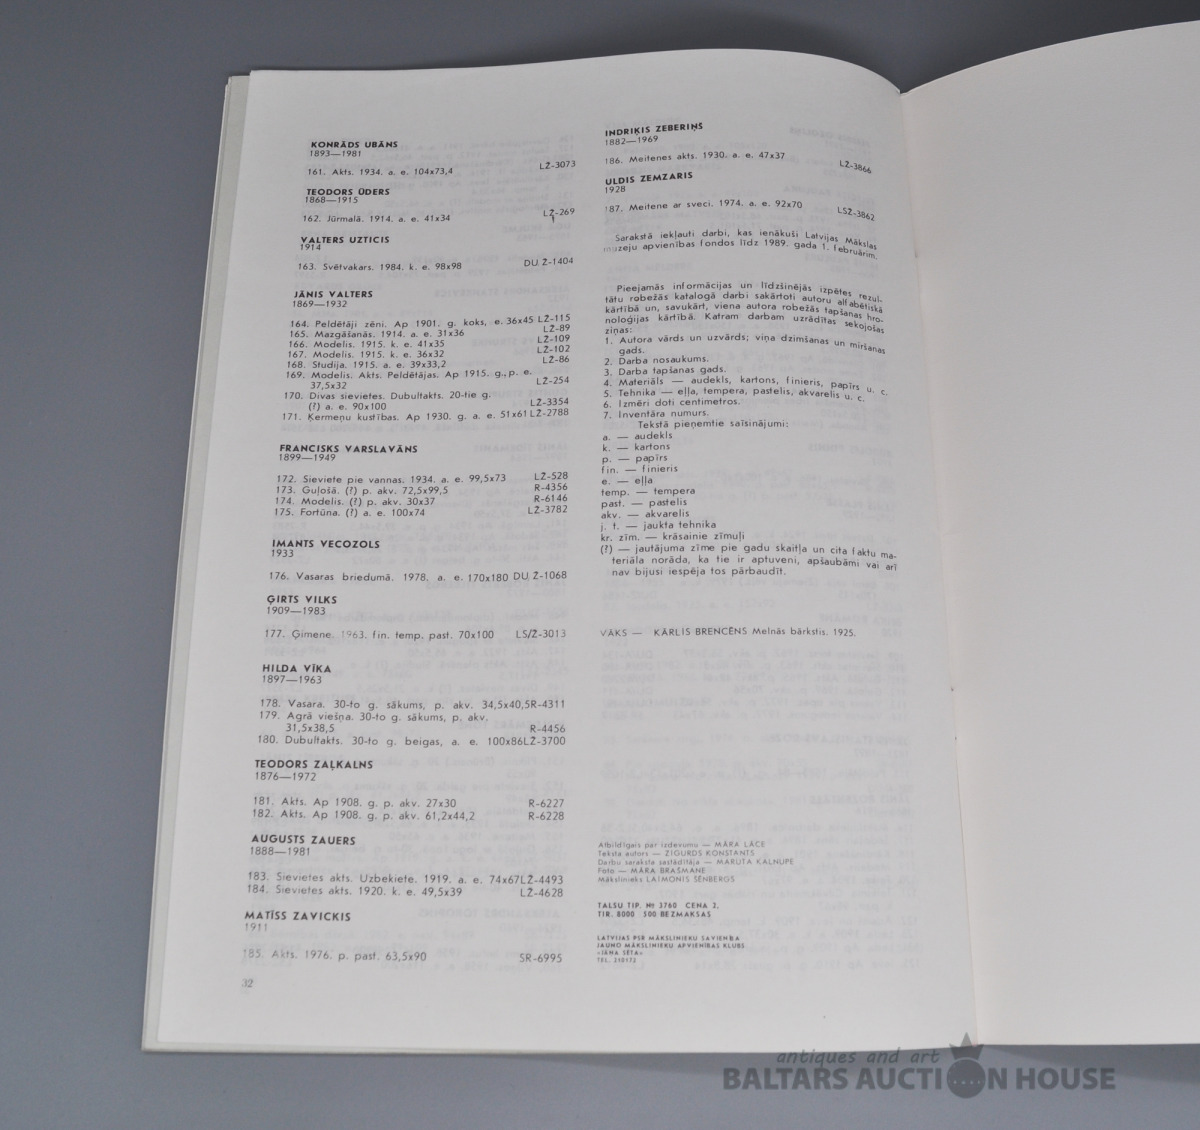 KONRĀDS UBĀNS
1893—1981
161. Akts. 1934. a. e. 104x73,4 LŽ-3073
TEODORS ŪDERS
1868—1915
162. Jūrmalā. 1914. a. e. 41x34 LŽ-269
VALTERS UZTICIS
1914
163. Svētvakars. 1984. k. e. 98x98 DU Ž-1404
JĀNIS VALTERS
1869—1932
164. Peldētāji zēni. Ap 1901. g. koks, e. 36x45 LŽ-115
165. Mazgāšanās. 1914. a. e. 31x36 LŽ-89
166. Modelis. 1915. k. e. 41x35 LŽ-109
167. Modelis. 1915. k. e. 36x32 LŽ-102
168. Studija. 1915. a. e. 39x33,2 LŽ-86
169. Modelis. Akts. Peldētājas. Ap 1915. g., p. e.
37,5x32 LŽ-254
170. Divas sievietes. Dubultakts. 20-tie g.
(?) a. e. 90x100 LŽ-3354
171. Ķermeņu kustības. Ap 1930. g. a. e. 51x61 LŽ-2788
FRANCISKS VARSLAVĀNS
1899—1949
172. Sieviete pie vannas. 1934. a. e. 99,5x73 LŽ-528
173. Guļošā. (?) p. akv. 72,5x99,5 R-4356
174. Modelis. (?) p. akv. 30x37 R-6146
175. Fortūna. (?) a. e. 100x74 LŽ-3782
IMANTS VECOZOLS
1933
176. Vasaras briedumā. 1978. a. e. 170x180 DU Ž-1068
ĢIRTS VILKS
1909—1983
177. Ģimene. 1963. fin. temp. past. 70x100 LS/Ž-3013
HILDA VĪKA
1897—1963
178. Vasara. 30-to g. sākums, p. akv. 34,5x40,5R-4311
179. Agrā viešņa. 30-to g. sākums, p. akv.
31,5x38,5 R-4456
180. Dubultakts. 30-to g. beigas, a. e. 100x86LŽ-3700
TEODORS ZAĻKALNS
1876—1972
181. Akts. Ap 1908. g. p. akv. 27x30 R-6227
182. Akts. Ap 1908. g. p. akv. 61,2x44,2 R-6228
AUGUSTS ZAUERS
1888—1981
183. Sievietes akts. Uzbekiete. 1919. a. e. 74x67LŽ-4493
184. Sievietes akts. 1920. k. e. 49,5x39 LŽ-4628
MATĪSS ZAVICKIS
1911
185. Akts. 1976. p. past. 63,5x90 SR-6995
32
INDRIĶIS ZEBERIŅŠ
1882—1969
186. Meitenes akts. 1930. a. e. 47x37 LŽ-3866
ULDIS ZEMZARIS
1928
187. Meitene ar sveci. 1974. a. e. 92x70 LSŽ-3862
Sarakstā iekļauti darbi, kas ienākuši Latvijas Mākslas
muzeju apvienības fondos līdz 1989. gada 1. februārim.
Pieejamās informācijas un līdzšinējās izpētes rezul-
tātu robežās katalogā darbi sakārtoti autoru alfabētiskā
kārtībā un, savukārt, viena autora robežās tapšanas hro-
noloģijas kārtībā. Katram darbam uzrādītas sekojošas
ziņas:
1. Autora vārds un uzvārds; viņa dzimšanas un miršanas
gads.
2. Darba nosaukums.
3. Darba tapšanas gads.
4. Materiāls — audekls, kartons, finieris, papīrs u. c.
5. Tehnika — eļļa, tempera, pastelis, akvarelis u. c.
6. Izmēri doti centimetros.
7. Inventāra numurs.
Tekstā pieņemtie saīsinājumi:
a. — audekls
k. — kartons
p. — papīrs
fin. — finieris
e. — eļļa
temp. — tempera
past. — pastelis
akv. — akvarelis
j. t. — jaukta tehnika
kr. zīm. — krāsainie zīmuļi
(?) — jautājuma zīme pie gadu skaitļa un cita faktu ma-
teriāla norāda, ka tie ir aptuveni, apšaubāmi vai arī
nav bijusi iespēja tos pārbaudīt.
VĀKS — KĀRLIS BRENCĒNS Melnās bārkstis. 1925.
Atbildīgais par izdevumu — MĀRA LĀCE
Teksta autors — ZIGURDS KONSTANTS
Darbu saraksta sastādītāja — MARUTA KALNUPE
Foto — MĀRA BRAŠMANE
Mākslinieks LAIMONIS ŠĒNBERGS
TALSU TIP. № 3760 CENA 2,
TIR. 8000 500 BEZMAKSAS
LATVIJAS PSR MĀKSLINIEKU SAVIENĪBA
JAUNO MĀKSLINIEKU APVIENĪBAS KLUBS
«JĀŅA SĒTA»
TEL.
antiques and art
BALTARS AUCTION HOUSE